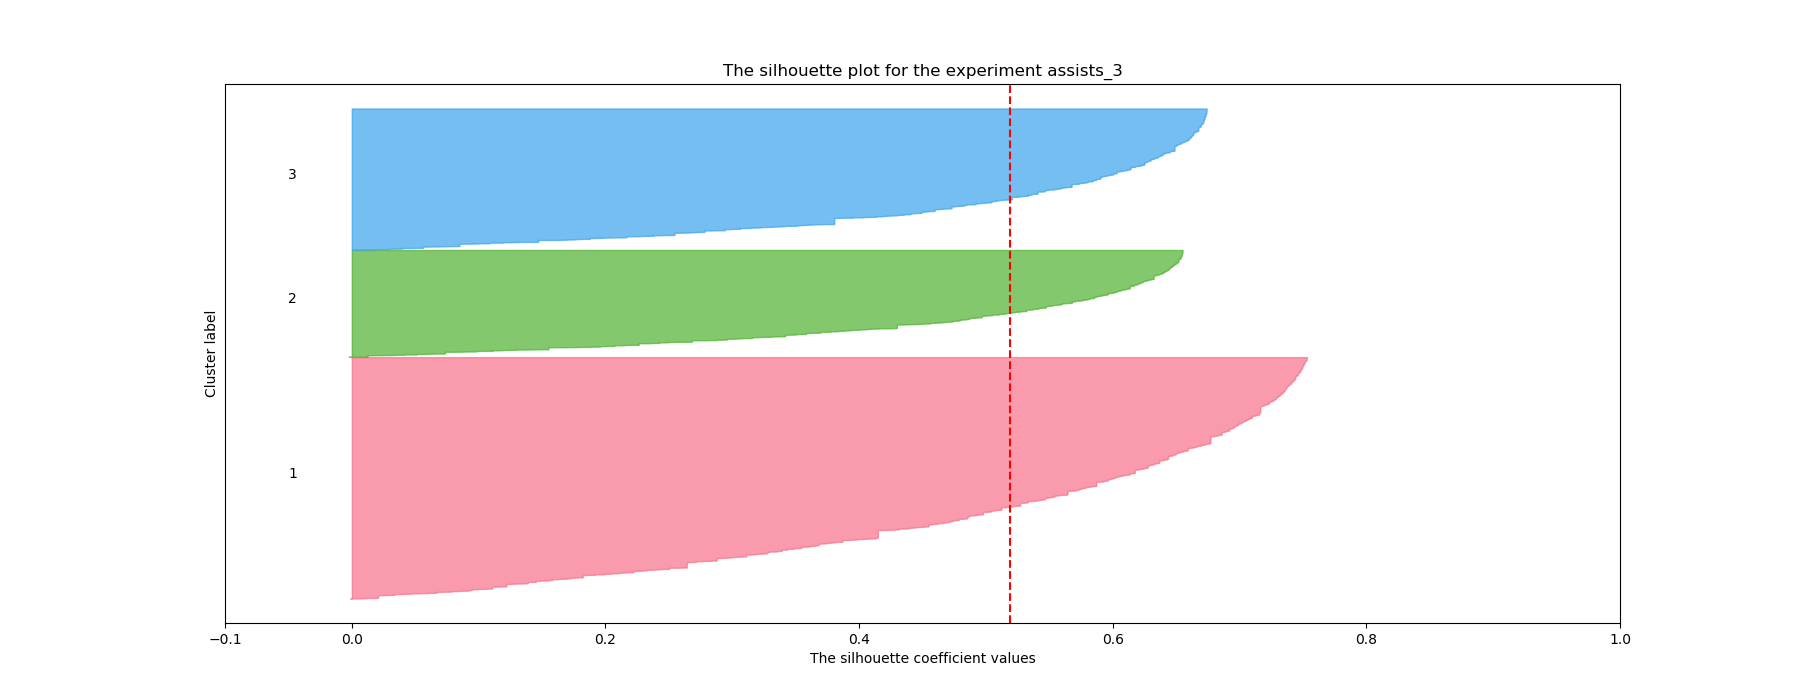 The silhouette plot for the experiment assists_3
3
2
1
Cluster label
−0.1 0.0 0.2 0.4 0.6 0.8 1.0
The silhouette coefficient values